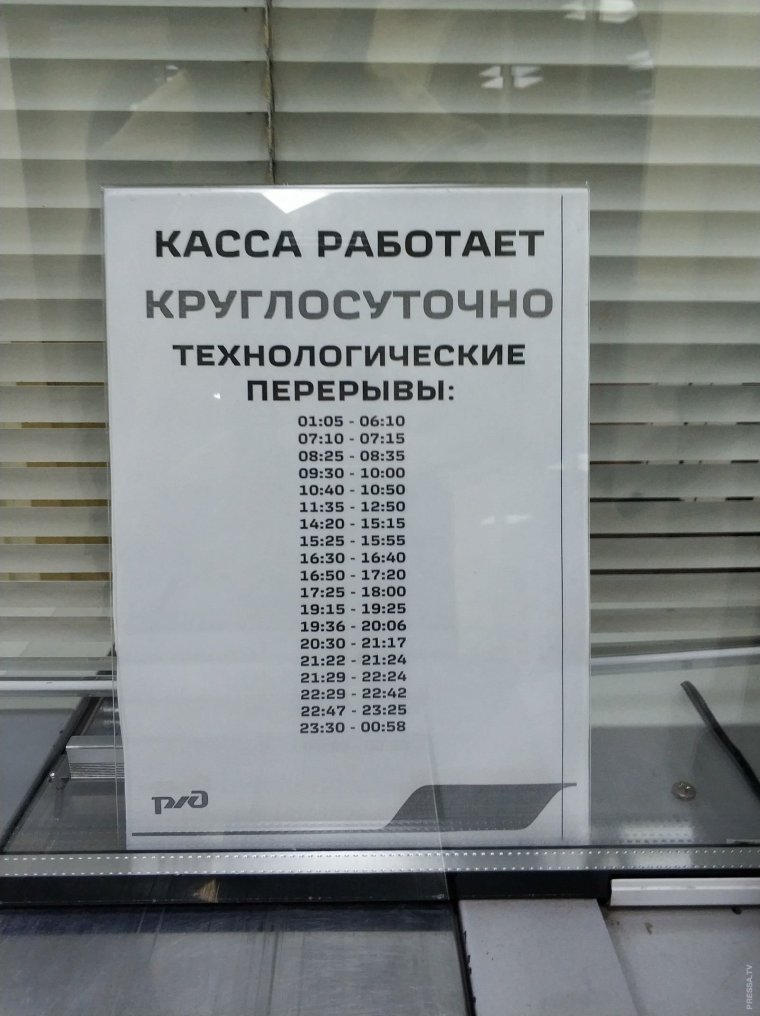 КАССА РАБОТАЕТ
КРУГЛОСУТОЧНО
ТЕХНОЛОГИЧЕСКИЕ
ПЕРЕРЫВЫ:
01:05 - 06:10
07:10 - 07:15
08:25 - 08:35
09:30 - 10:00
10:40 - 10:50
11:35 - 12:50
14:20 - 15:15
15:25 - 15:55
16:30 - 16:40
16:50 - 17:20
17:25 - 18:00
19:15 - 19:25
19:36 - 20:06
20:30 - 21:17
21:22 - 21:24
21:29 - 22:24
22:29 - 22:42
22:47 - 23:25
23:30 - 00:58
ржд
PRESSA.TV